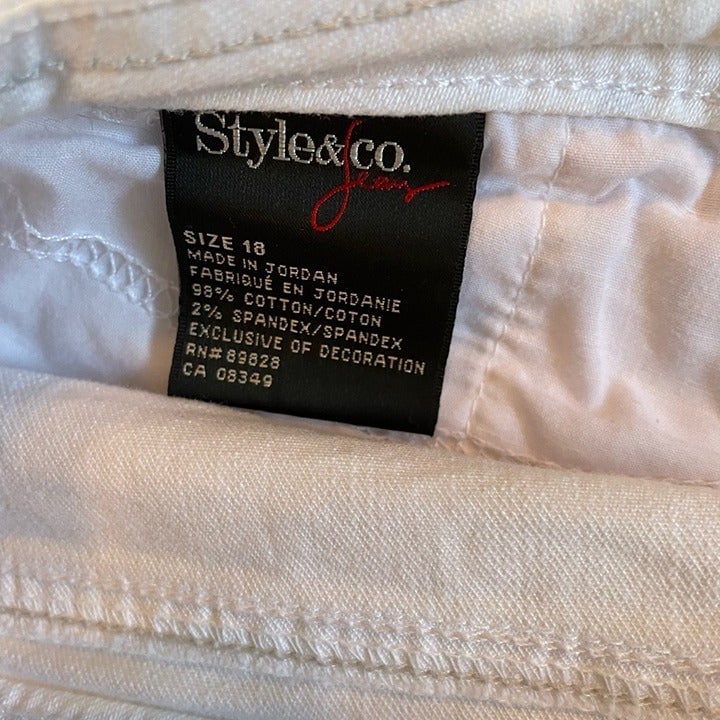 Style&co.
Jeans
SIZE 18
MADE IN JORDAN
FABRIQUÉ EN JORDANIE
98% COTTON/COTON
2% SPANDEX/SPANDEX
EXCLUSIVE OF DECORATION
RN# 89828
CA 08349